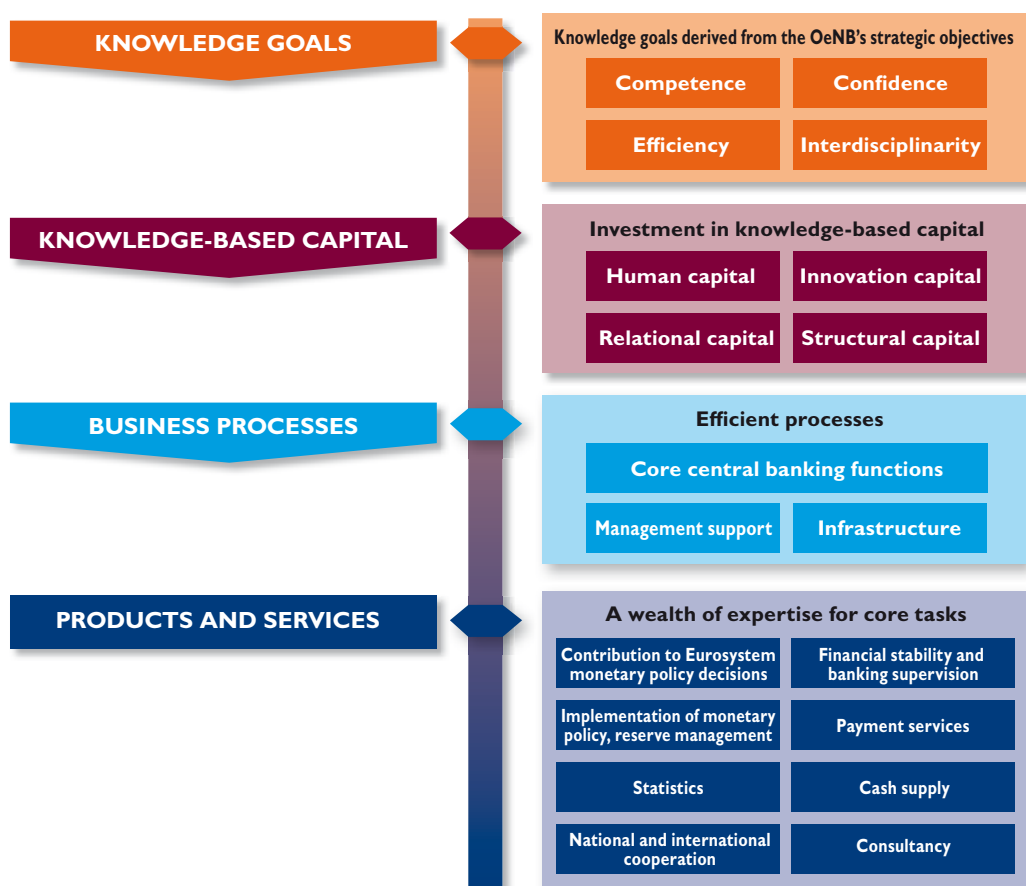 KNOWLEDGE GOALS
Knowledge goals derived from the OeNB's strategic objectives
Competence
Confidence
Efficiency
Interdisciplinarity
KNOWLEDGE-BASED CAPITAL
Investment in knowledge-based capital
Human capital
Innovation capital
Relational capital
Structural capital
BUSINESS PROCESSES
Efficient processes
Core central banking functions
Management support
Infrastructure
PRODUCTS AND SERVICES
A wealth of expertise for core tasks
Contribution to Eurosystem
monetary policy decisions
Financial stability and
banking supervision
Implementation of monetary
policy, reserve management
Payment services
Statistics
Cash supply
National and international
cooperation
Consultancy